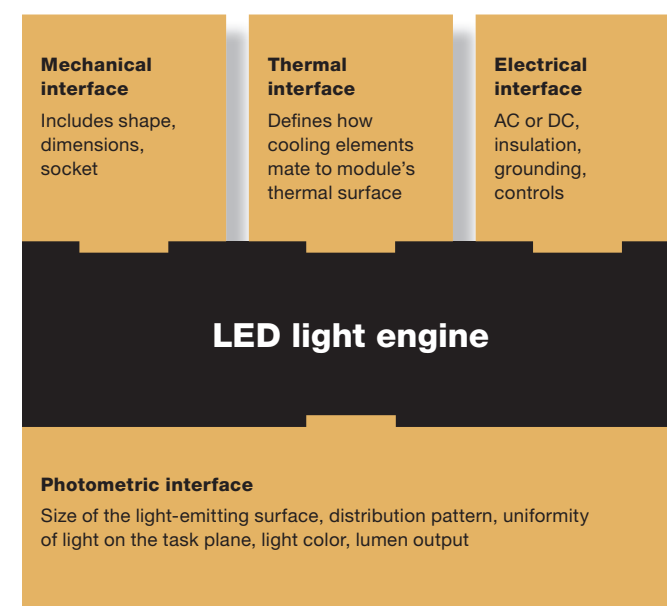 Mechanical
interface
Includes shape,
dimensions,
socket
Thermal
interface
Defines how
cooling elements
mate to module's
thermal surface
Electrical
interface
AC or DC,
insulation,
grounding,
controls
LED light engine
Photometric interface
Size of the light-emitting surface, distribution pattern, uniformity
of light on the task plane, light color, lumen output